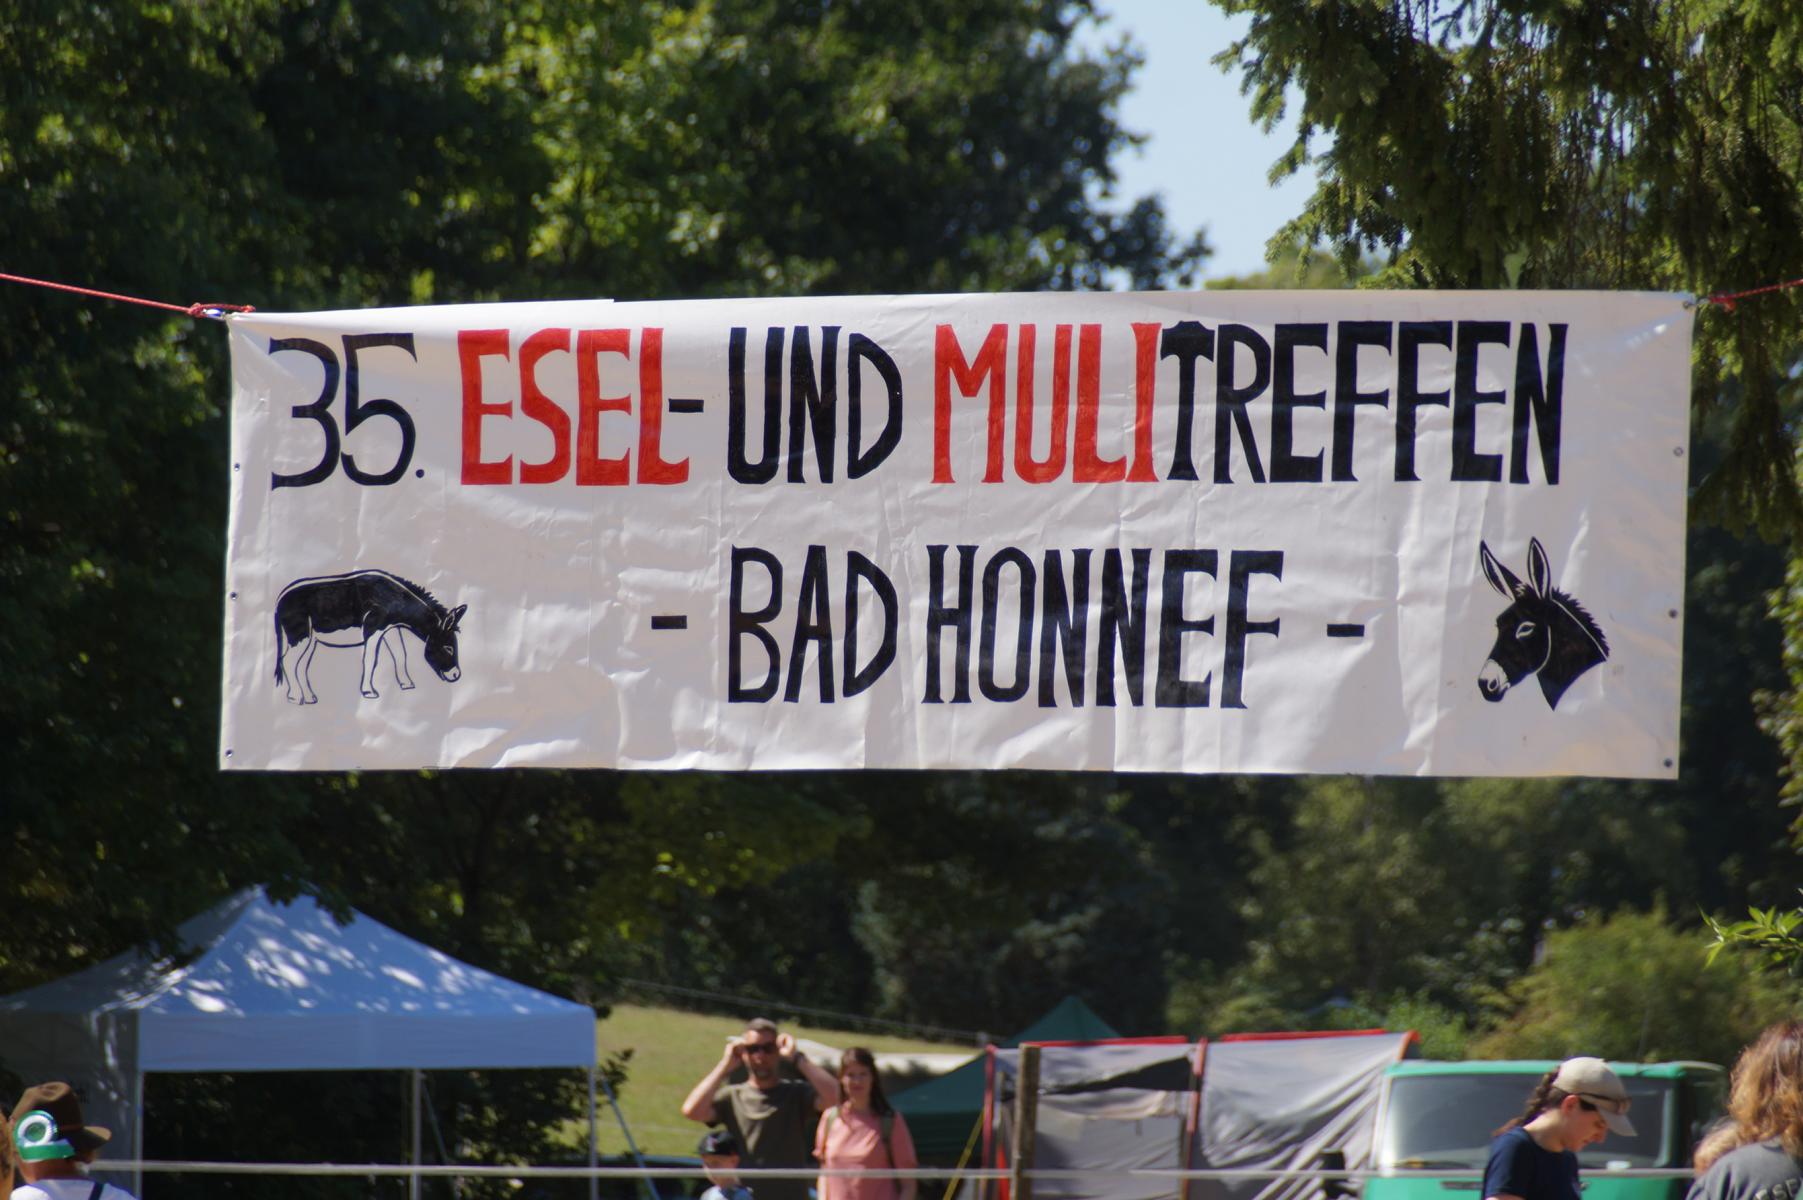 35. ESEL- UND MULITREFFEN
- BAD HONNEF -